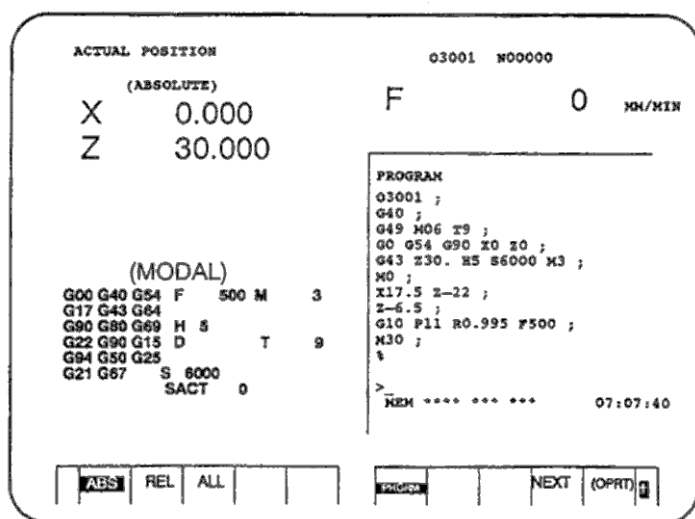 ACTUAL POSITION
(ABSOLUTE)
X 0.000
Z 30.000
O3001 N00000
F 0 MM/MIN
(MODAL)
G00 G40 G54 F 500 M 3
G17 G43 G64
G90 G80 G69 H 5
G22 G90 G15 D T 9
G94 G50 G25
G21 G67 S 6000
SACT 0
PROGRAM
O3001 ;
G40 ;
G49 M06 T9 ;
G0 G54 G90 X0 Z0 ;
G43 Z30. H5 S6000 M3 ;
M0 ;
X17.5 Z-22 ;
Z-6.5 ;
G10 P11 R0.995 F500 ;
M30 ;
%
>_
MEM **** *** *** 07:07:40
ABS REL ALL
PRGRM NEXT (OPRT)